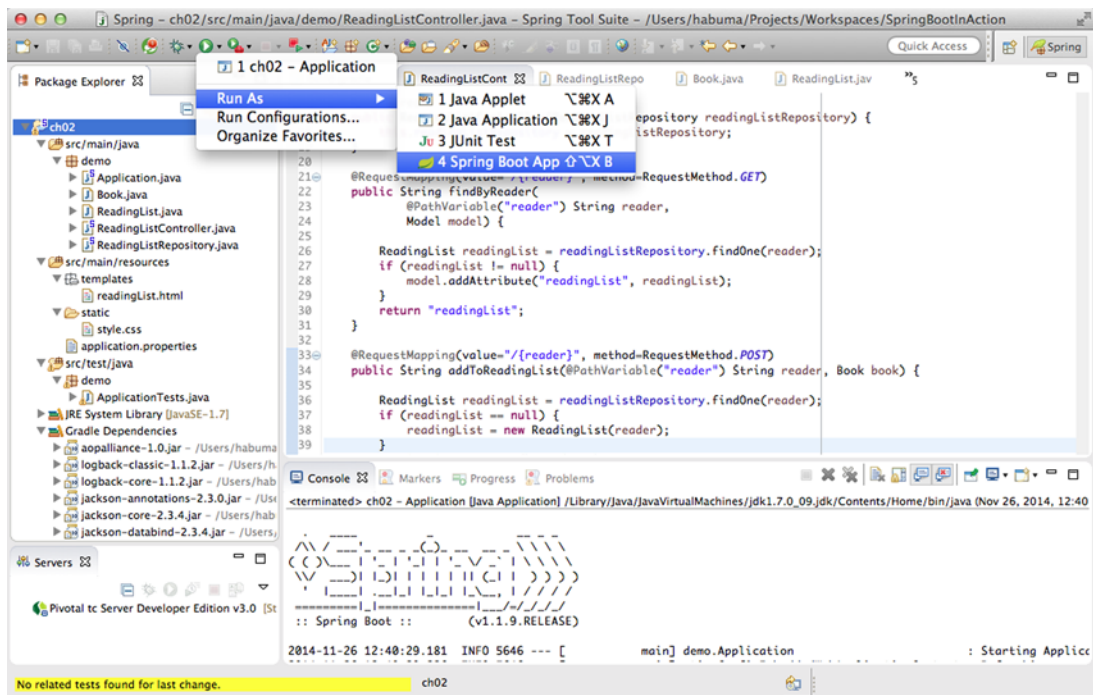 Spring – ch02/src/main/java/demo/ReadingListController.java – Spring Tool Suite – /Users/habuma/Projects/Workspaces/SpringBootInAction
Quick Access
Spring
1 ch02 – Application
Run As
Run Configurations...
Organize Favorites...
1 Java Applet ⌥⌘X A
2 Java Application ⌥⌘X J
Ju 3 JUnit Test ⌥⌘X T
4 Spring Boot App ⇧⌥X B
Package Explorer
ch02
src/main/java
demo
Application.java
Book.java
ReadingList.java
ReadingListController.java
ReadingListRepository.java
src/main/resources
templates
readingList.html
static
style.css
application.properties
src/test/java
demo
ApplicationTests.java
JRE System Library [JavaSE-1.7]
Gradle Dependencies
aopalliance-1.0.jar – /Users/habuma
logback-classic-1.1.2.jar – /Users/h
logback-core-1.1.2.jar – /Users/hab
jackson-annotations-2.3.0.jar – /Use
jackson-core-2.3.4.jar – /Users/hab
jackson-databind-2.3.4.jar – /Users/
ReadingListCont
ReadingListRepo
Book.java
ReadingList.jav
»5
epository readingListRepository) {
istRepository;
20
21 @RequestMapping(value="/{reader}", method=RequestMethod.GET)
22 public String findByReader(
23 @PathVariable("reader") String reader,
24 Model model) {
25
26 ReadingList readingList = readingListRepository.findOne(reader);
27 if (readingList != null) {
28 model.addAttribute("readingList", readingList);
29 }
30 return "readingList";
31 }
32
33 @RequestMapping(value="/{reader}", method=RequestMethod.POST)
34 public String addToReadingList(@PathVariable("reader") String reader, Book book) {
35
36 ReadingList readingList = readingListRepository.findOne(reader);
37 if (readingList == null) {
38 readingList = new ReadingList(reader);
39 }
Servers
Pivotal tc Server Developer Edition v3.0 [St
Console
Markers
Progress
Problems
<terminated> ch02 – Application [Java Application] /Library/Java/JavaVirtualMachines/jdk1.7.0_09.jdk/Contents/Home/bin/java (Nov 26, 2014, 12:40
:: Spring Boot :: (v1.1.9.RELEASE)
2014-11-26 12:40:29.181 INFO 5646 --- [ main] demo.Application : Starting Applicc
No related tests found for last change.
ch02